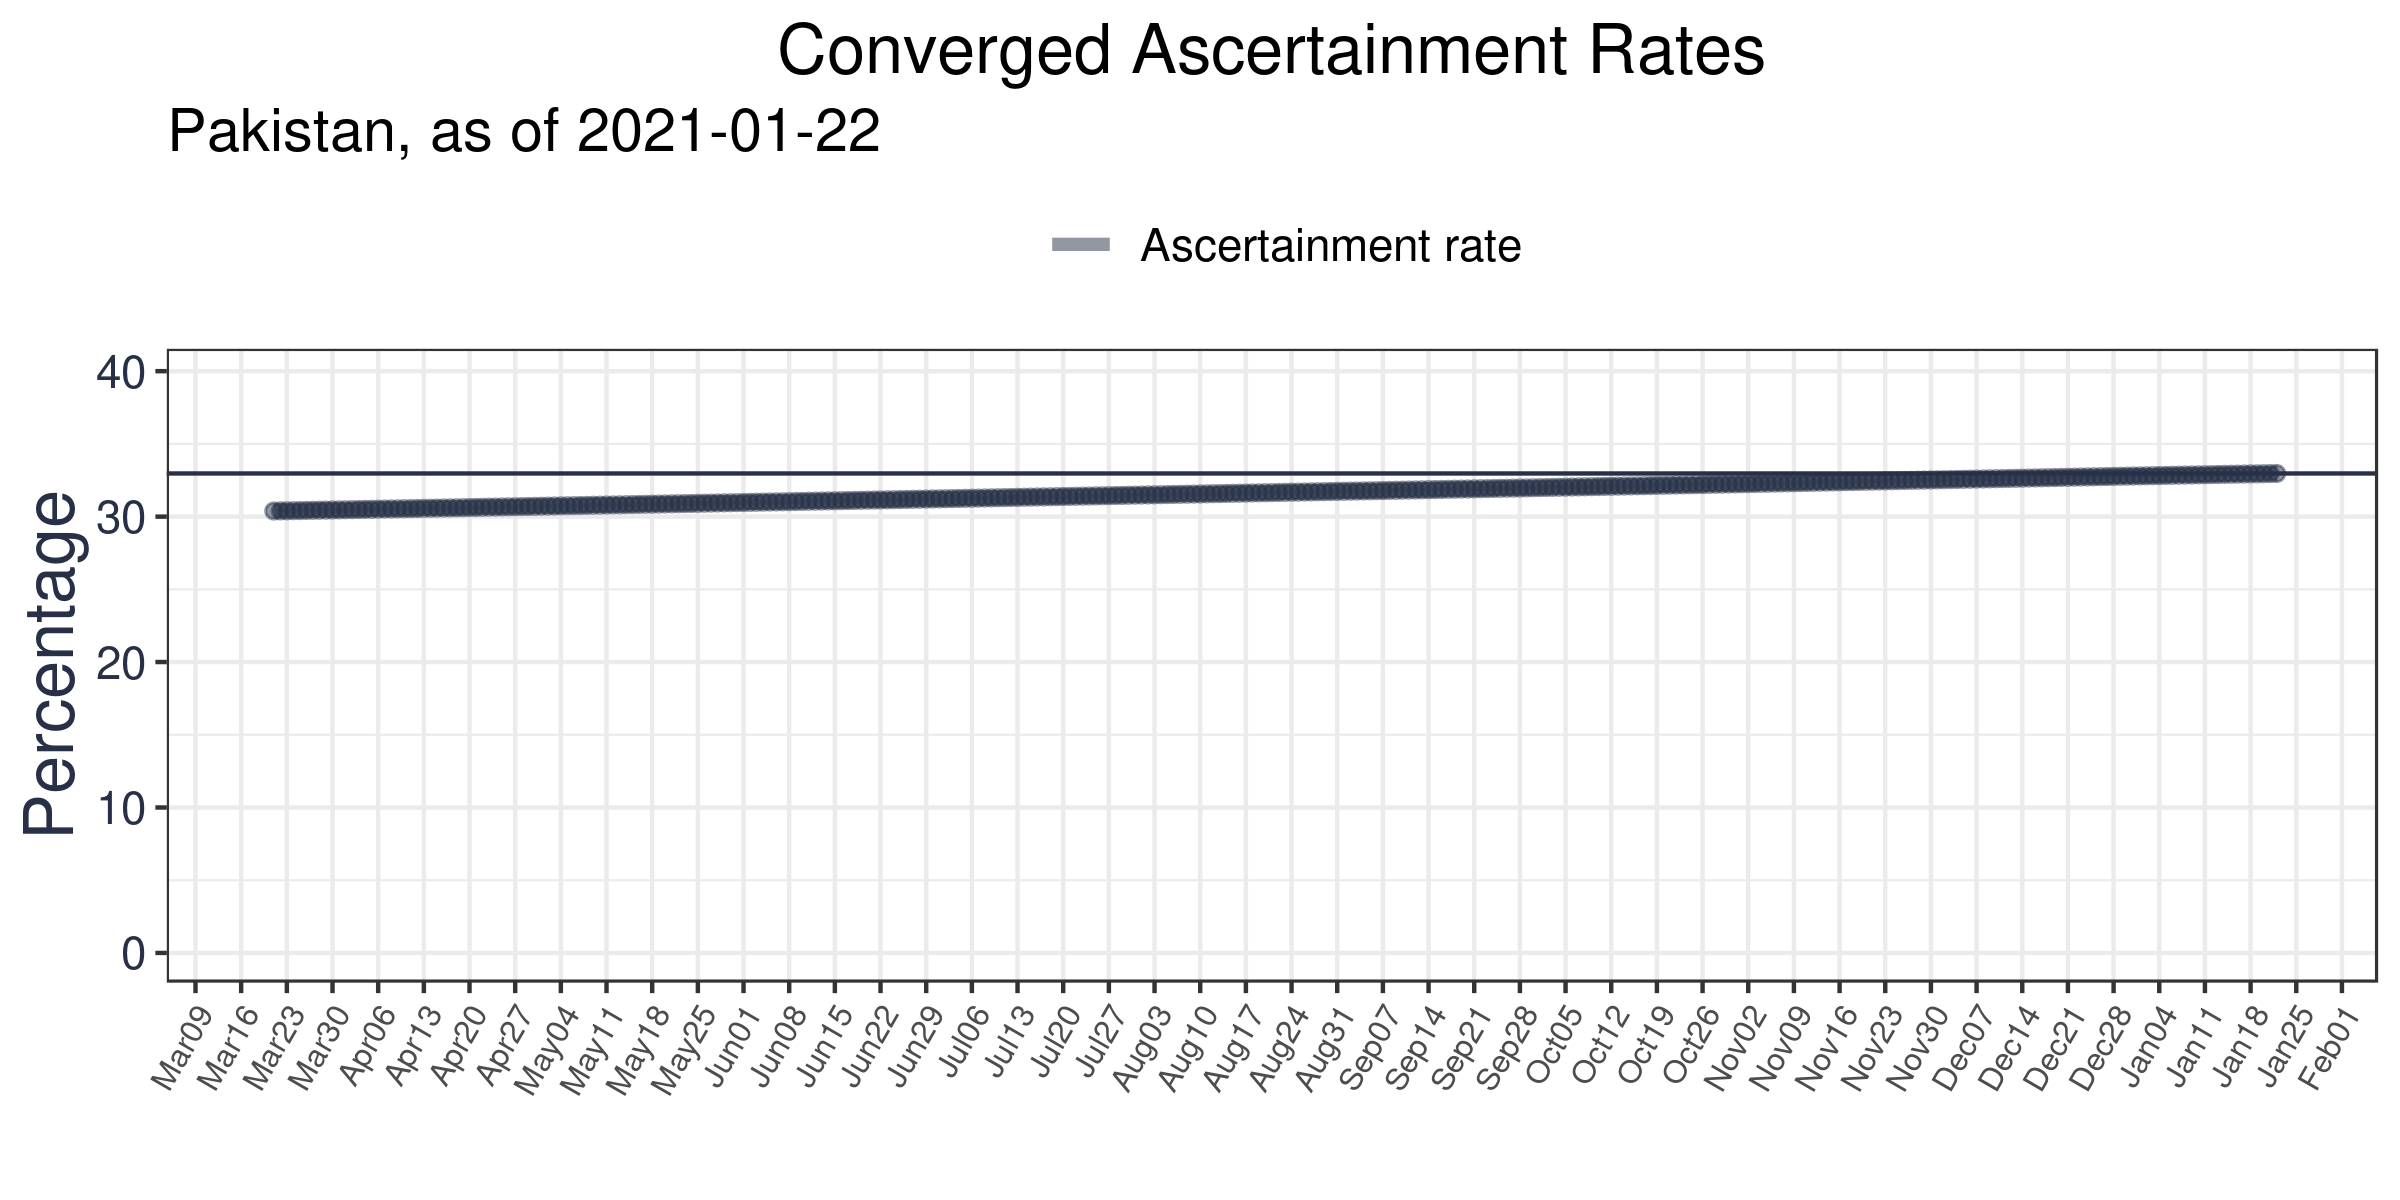 Converged Ascertainment Rates
Pakistan, as of 2021-01-22
Ascertainment rate
Percentage
40
30
20
10
0
Mar09 Mar16 Mar23 Mar30 Apr06 Apr13 Apr20 Apr27 May04 May11 May18 May25 Jun01 Jun08 Jun15 Jun22 Jun29 Jul06 Jul13 Jul20 Jul27 Aug03 Aug10 Aug17 Aug24 Aug31 Sep07 Sep14 Sep21 Sep28 Oct05 Oct12 Oct19 Oct26 Nov02 Nov09 Nov16 Nov23 Nov30 Dec07 Dec14 Dec21 Dec28 Jan04 Jan11 Jan18 Jan25 Feb01